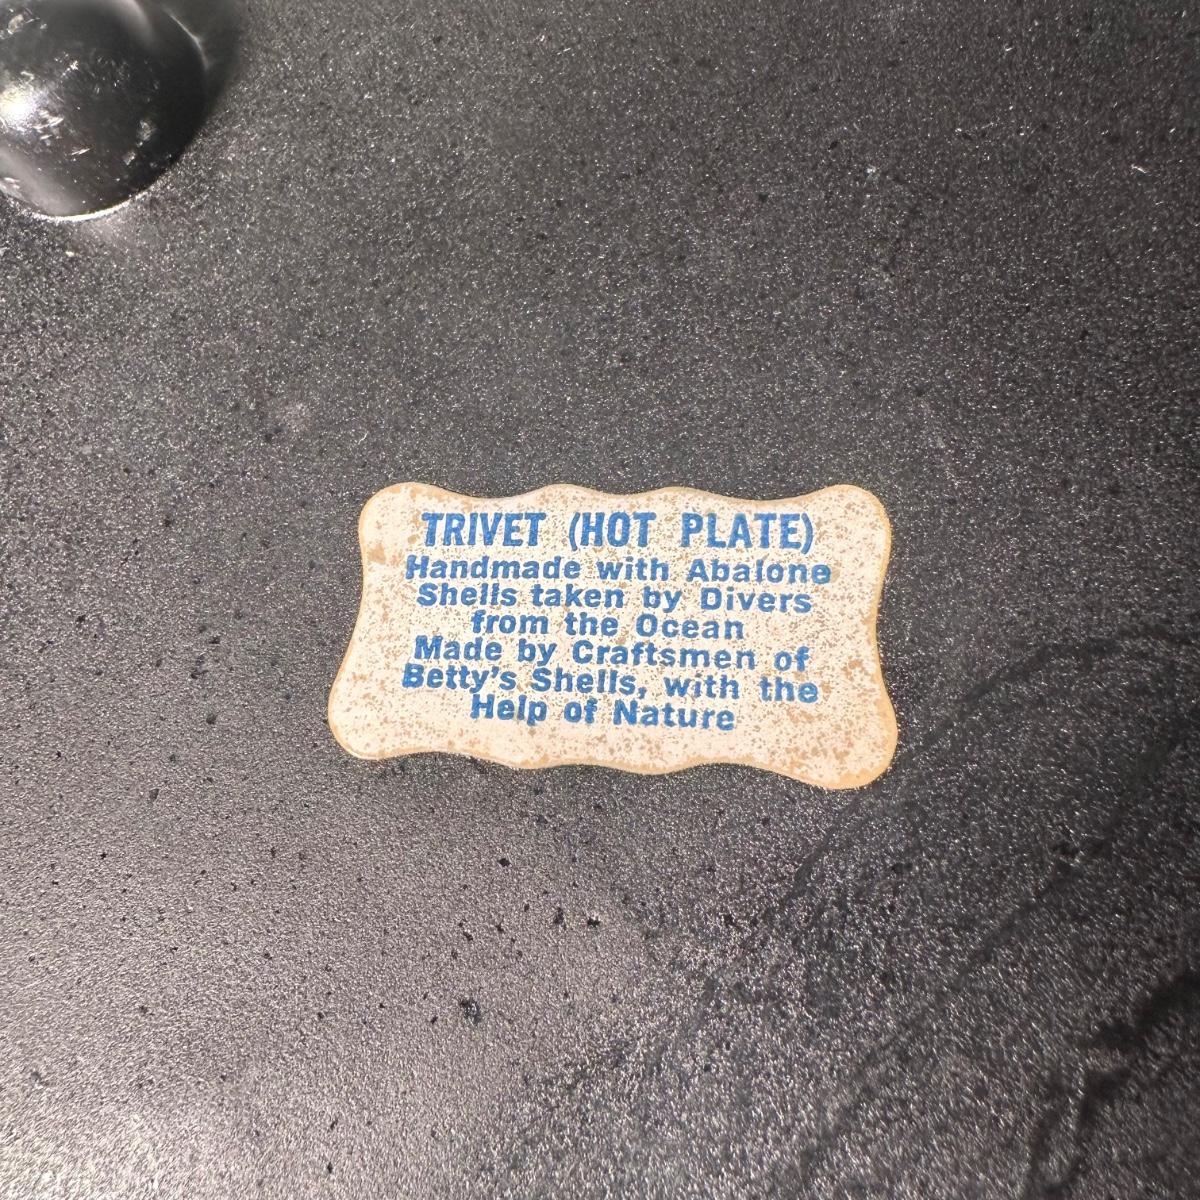 TRIVET (HOT PLATE)
Handmade with Abalone
Shells taken by Divers
from the Ocean
Made by Craftsmen of
Betty's Shells, with the
Help of Nature